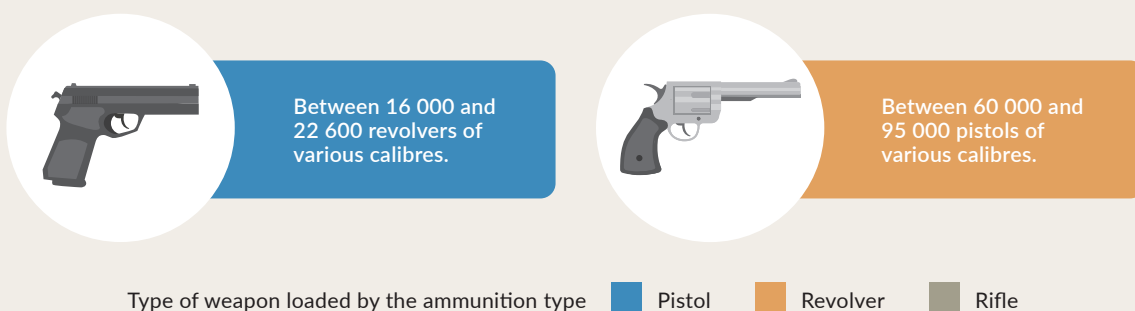 Between 16 000 and
22 600 revolvers of
various calibres.
Between 60 000 and
95 000 pistols of
various calibres.
Type of weapon loaded by the ammunition type Pistol Revolver Rifle